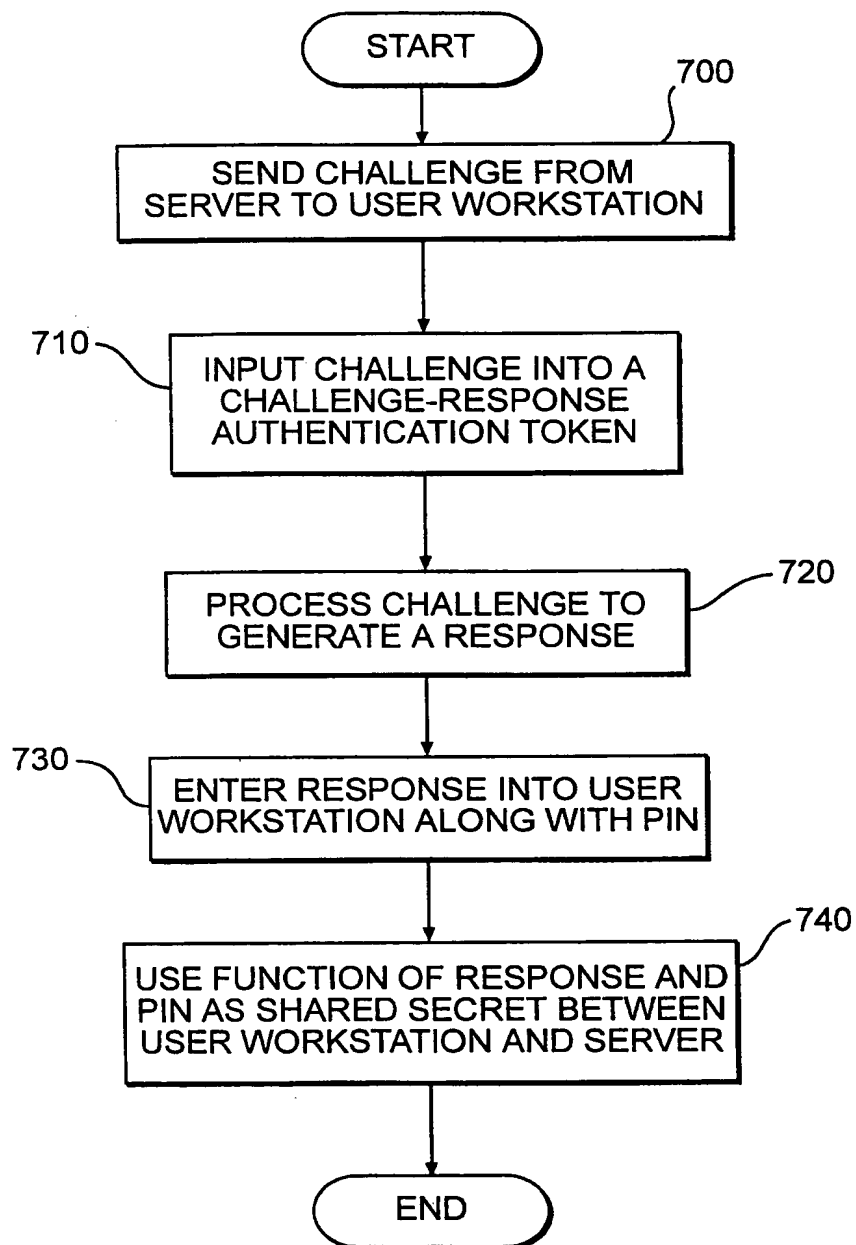 START
700
SEND CHALLENGE FROM
SERVER TO USER WORKSTATION
710
INPUT CHALLENGE INTO A
CHALLENGE-RESPONSE
AUTHENTICATION TOKEN
720
PROCESS CHALLENGE TO
GENERATE A RESPONSE
730
ENTER RESPONSE INTO USER
WORKSTATION ALONG WITH PIN
740
USE FUNCTION OF RESPONSE AND
PIN AS SHARED SECRET BETWEEN
USER WORKSTATION AND SERVER
END